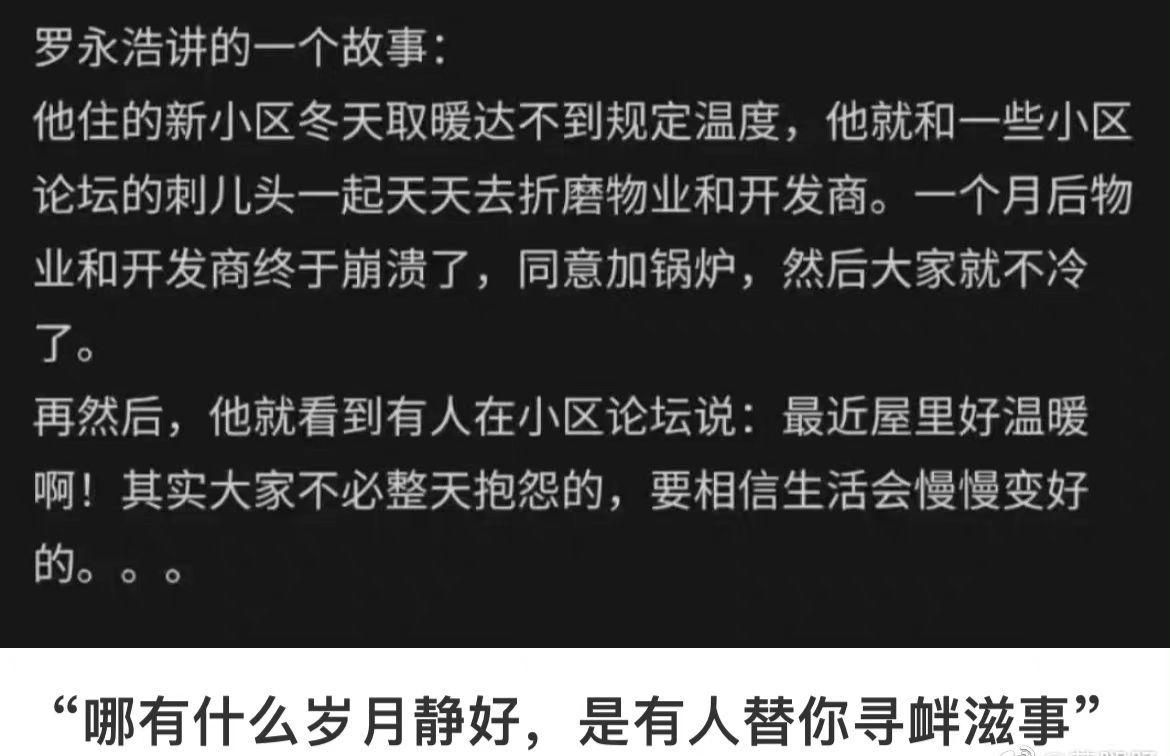 罗永浩讲的一个故事：
他住的新小区冬天取暖达不到规定温度，他就和一些小区
论坛的刺儿头一起天天去折磨物业和开发商。一个月后物
业和开发商终于崩溃了，同意加锅炉，然后大家就不冷
了。
再然后，他就看到有人在小区论坛说：最近屋里好温暖
啊！其实大家不必整天抱怨的，要相信生活会慢慢变好
的。。。
“哪有什么岁月静好，是有人替你寻衅滋事”